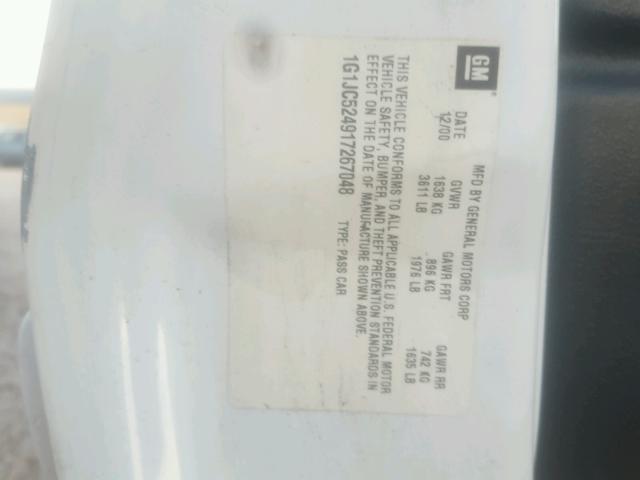 GM
MFD BY GENERAL MOTORS CORP
DATE GVWR GAWR FRT GAWR RR
12/00 1638 KG 896 KG 742 KG
3611 LB 1976 LB 1635 LB
THIS VEHICLE CONFORMS TO ALL APPLICABLE U.S. FEDERAL MOTOR
VEHICLE SAFETY, BUMPER, AND THEFT PREVENTION STANDARDS IN
EFFECT ON THE DATE OF MANUFACTURE SHOWN ABOVE.
1G1JC524917267048 TYPE: PASS CAR